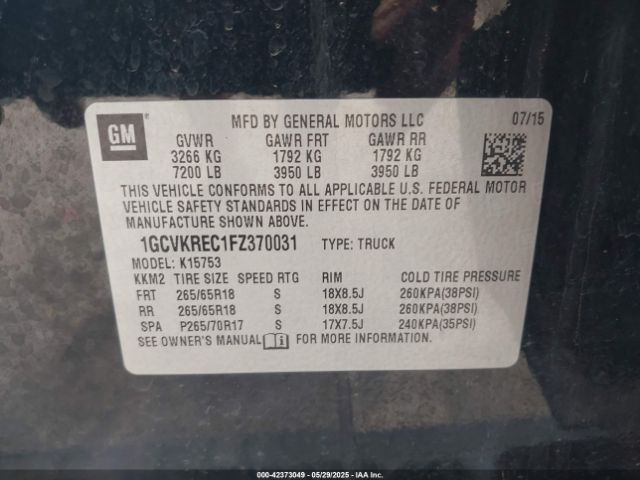 GM
®
MFD BY GENERAL MOTORS LLC 07/15
GVWR GAWR FRT GAWR RR
3266 KG 1792 KG 1792 KG
7200 LB 3950 LB 3950 LB
THIS VEHICLE CONFORMS TO ALL APPLICABLE U.S. FEDERAL MOTOR
VEHICLE SAFETY STANDARDS IN EFFECT ON THE DATE OF
MANUFACTURE SHOWN ABOVE.
1GCVKREC1FZ370031 TYPE: TRUCK
MODEL: K15753
KKM2 TIRE SIZE SPEED RTG RIM COLD TIRE PRESSURE
FRT 265/65R18 S 18X8.5J 260KPA(38PSI)
RR 265/65R18 S 18X8.5J 260KPA(38PSI)
SPA P265/70R17 S 17X7.5J 240KPA(35PSI)
SEE OWNER'S MANUAL i FOR MORE INFORMATION.
00-42373049 - 05/29/2025 - IAA Inc.